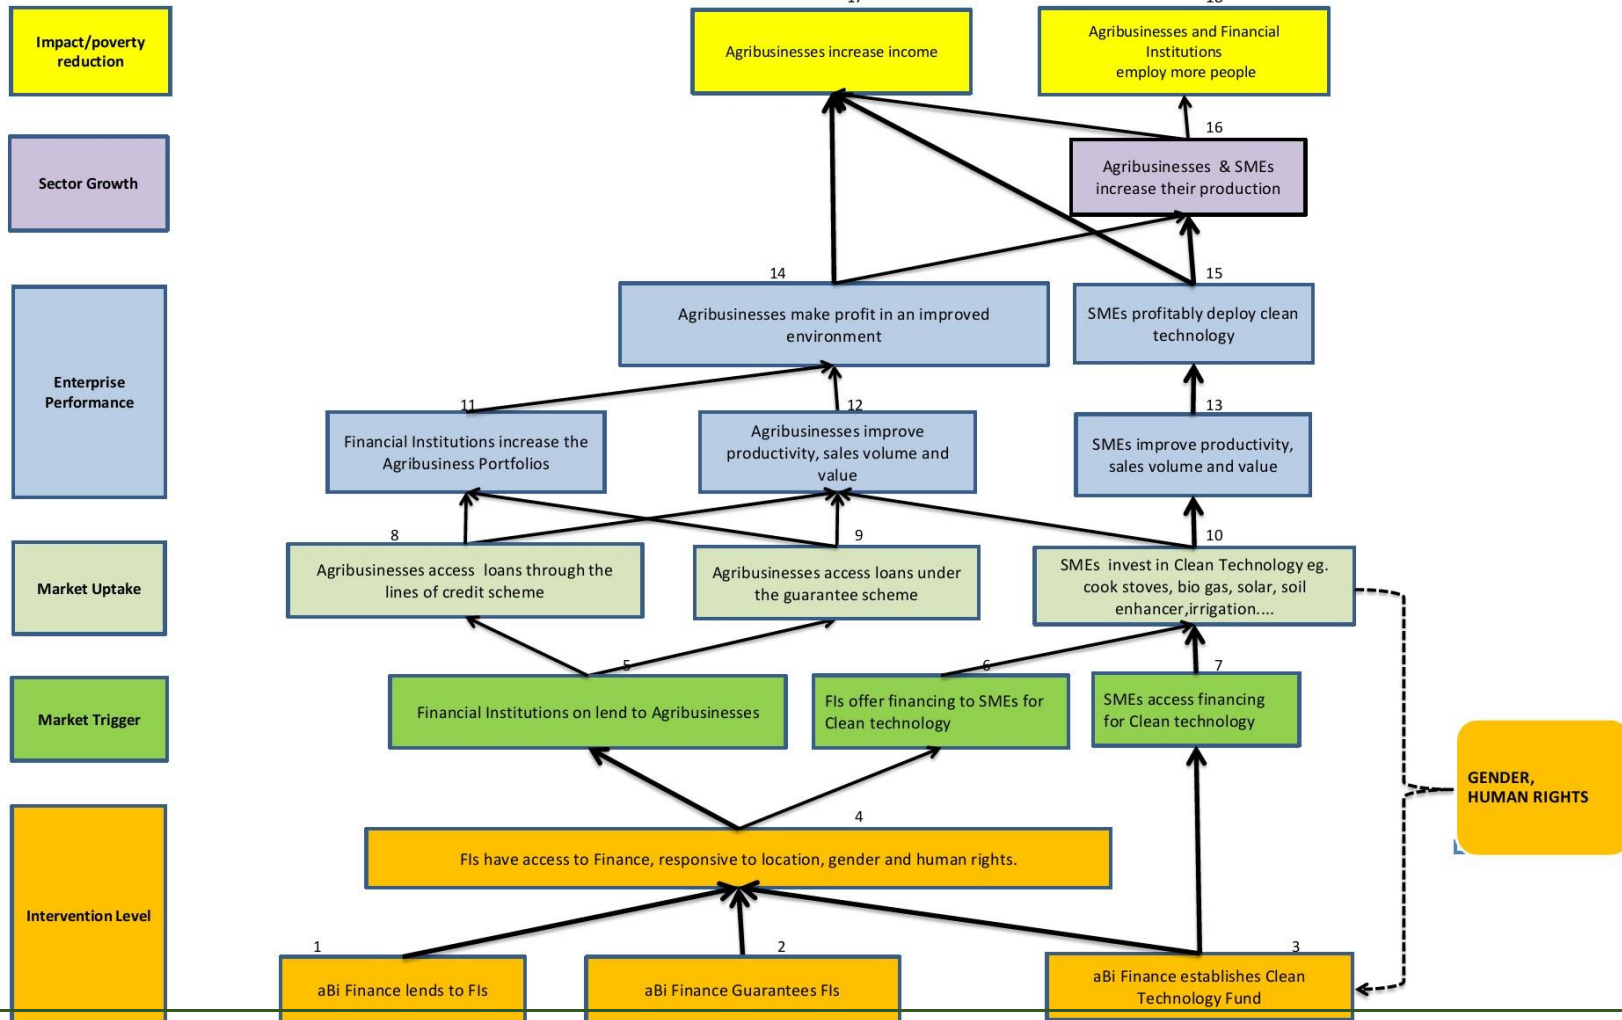 17
18
Impact/poverty
reduction
Agribusinesses increase income
Agribusinesses and Financial
Institutions
employ more people
16
Sector Growth
Agribusinesses & SMEs
increase their production
14
15
Enterprise
Performance
Agribusinesses make profit in an improved
environment
SMEs profitably deploy clean
technology
11
12
13
Financial Institutions increase the
Agribusiness Portfolios
Agribusinesses improve
productivity, sales volume and
value
SMEs improve productivity,
sales volume and value
8
9
10
Market Uptake
Agribusinesses access loans through the
lines of credit scheme
Agribusinesses access loans under
the guarantee scheme
SMEs invest in Clean Technology eg.
cook stoves, bio gas, solar, soil
enhancer,irrigation....
5
6
7
Market Trigger
Financial Institutions on lend to Agribusinesses
FIs offer financing to SMEs for
Clean technology
SMEs access financing
for Clean technology
GENDER,
HUMAN RIGHTS
4
Intervention Level
FIs have access to Finance, responsive to location, gender and human rights.
1
2
3
aBi Finance lends to FIs
aBi Finance Guarantees FIs
aBi Finance establishes Clean
Technology Fund